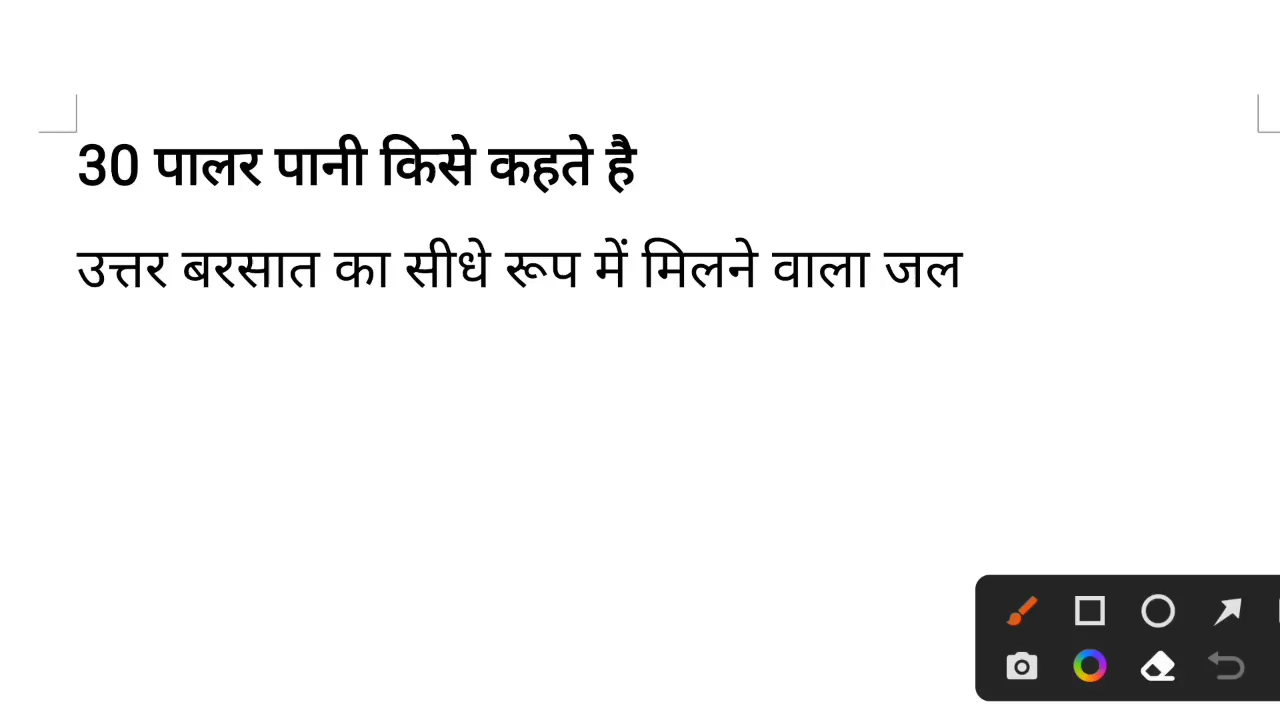 30 पालर पानी किसे कहते है
उत्तर बरसात का सीधे रूप में मिलने वाला जल